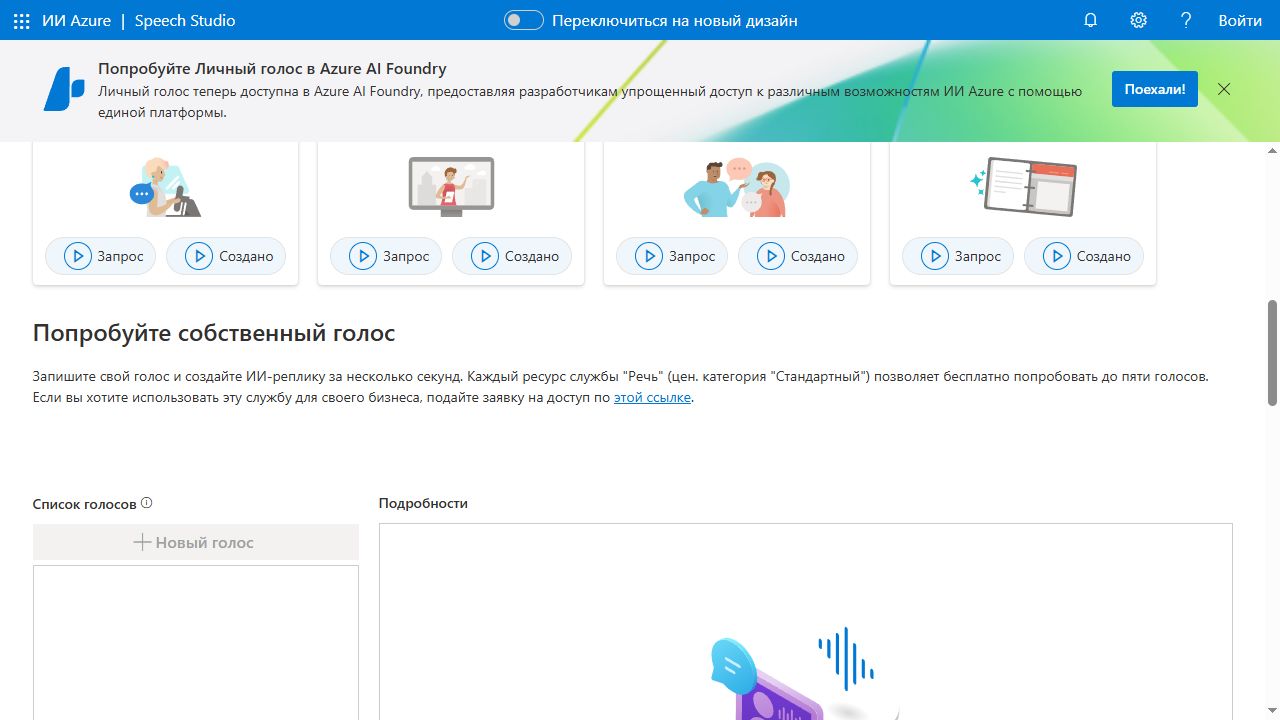 ИИ Azure | Speech Studio
Переключиться на новый дизайн
Войти
Попробуйте Личный голос в Azure AI Foundry
Личный голос теперь доступна в Azure AI Foundry, предоставляя разработчикам упрощенный доступ к различным возможностям ИИ Azure с помощью
единой платформы.
Поехали!
Запрос Создано Запрос Создано Запрос Создано Запрос Создано
Попробуйте собственный голос
Запишите свой голос и создайте ИИ-реплику за несколько секунд. Каждый ресурс службы "Речь" (цен. категория "Стандартный") позволяет бесплатно попробовать до пяти голосов.
Если вы хотите использовать эту службу для своего бизнеса, подайте заявку на доступ по этой ссылке.
Список голосов
Новый голос
Подробности